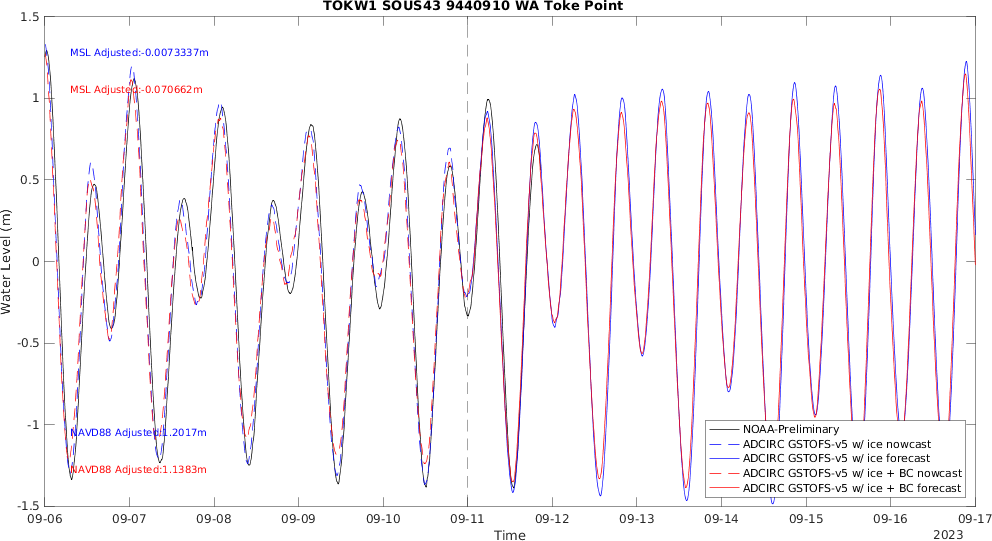 TOKW1 SOUS43 9440910 WA Toke Point
MSL Adjusted:-0.0073337m
MSL Adjusted:-0.070662m
NAVD88 Adjusted:1.2017m
NAVD88 Adjusted:1.1383m
Water Level (m)
1.5
1
0.5
0
-0.5
-1
-1.5
NOAA-Preliminary
ADCIRC GSTOFS-v5 w/ ice nowcast
ADCIRC GSTOFS-v5 w/ ice forecast
ADCIRC GSTOFS-v5 w/ ice + BC nowcast
ADCIRC GSTOFS-v5 w/ ice + BC forecast
09-06 09-07 09-08 09-09 09-10 09-11 09-12 09-13 09-14 09-15 09-16 09-17
Time
2023